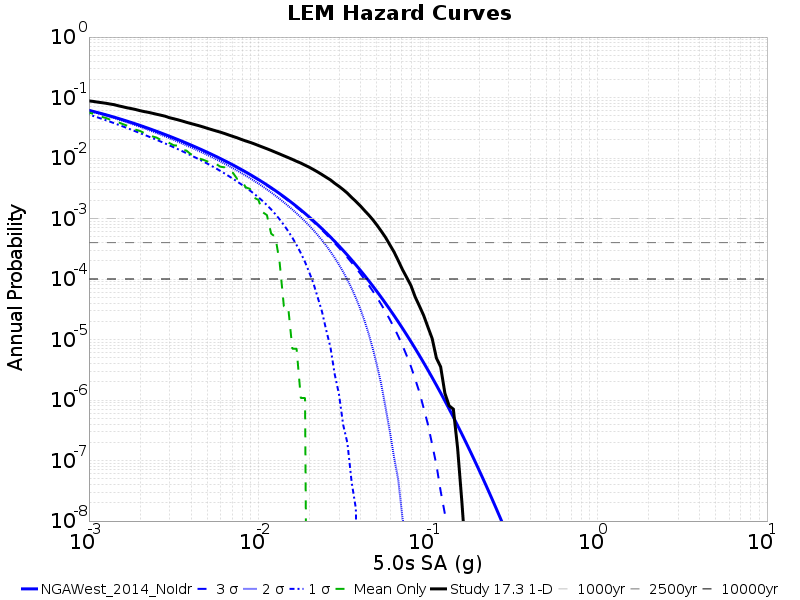 LEM Hazard Curves
10^0
10^-1
10^-2
10^-3
10^-4
10^-5
10^-6
10^-7
10^-8
Annual Probability
10^-3 10^-2 10^-1 10^0 10^1
5.0s SA (g)
NGAWest_2014_NoIdr 3 σ 2 σ 1 σ Mean Only Study 17.3 1-D 1000yr 2500yr 10000yr